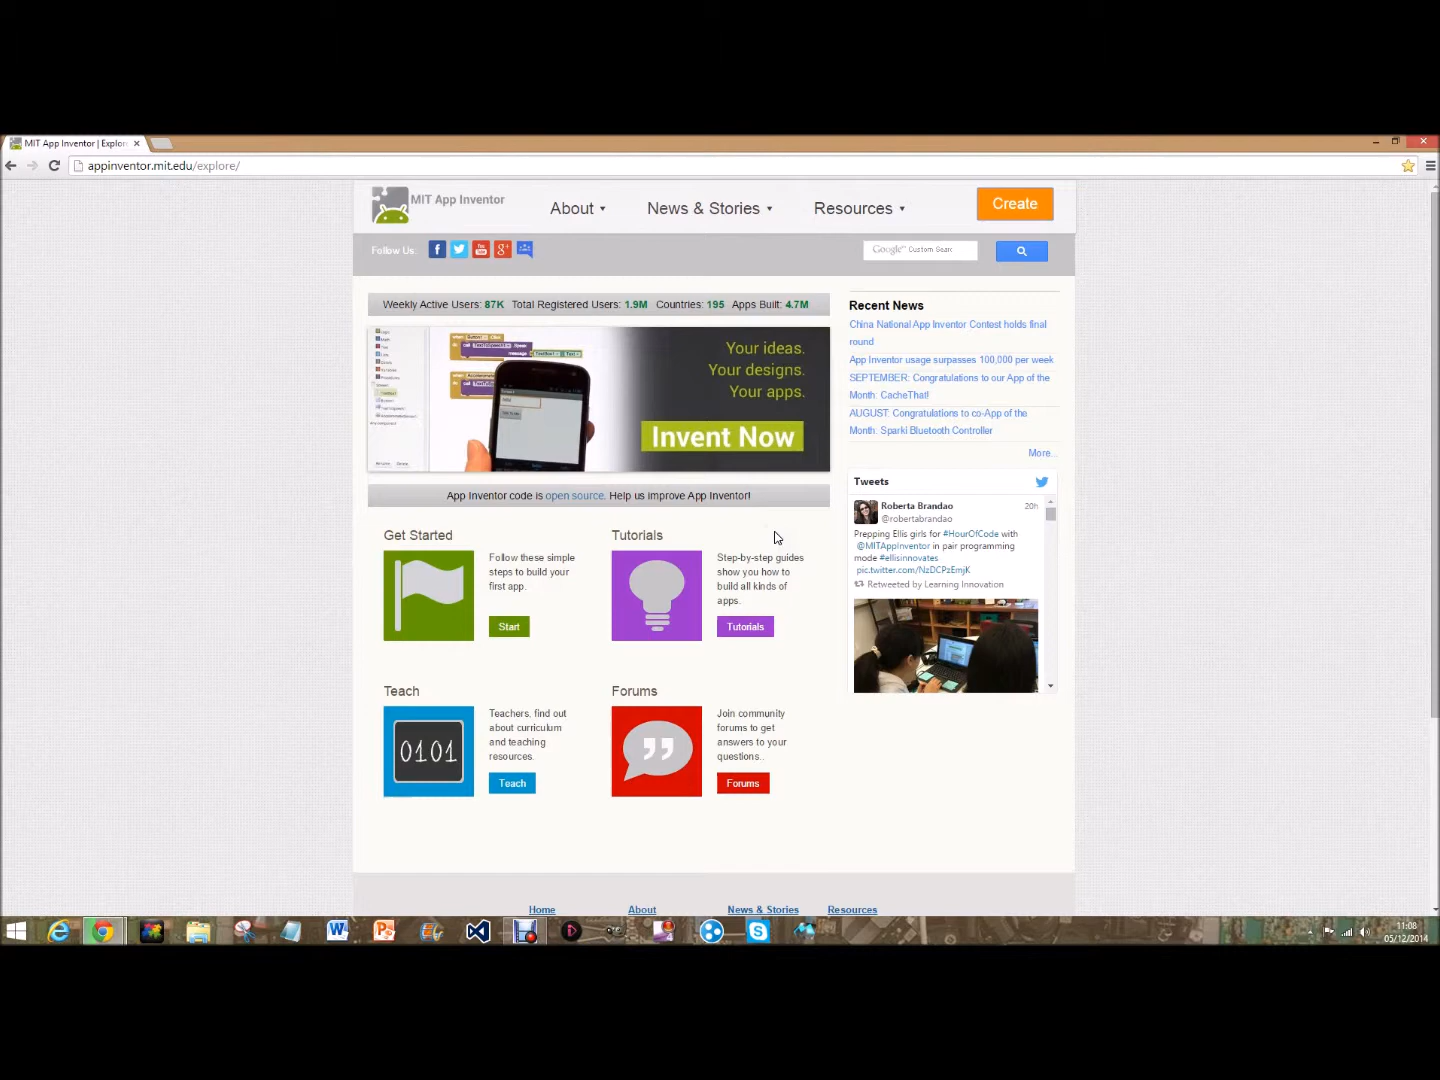 MIT App Inventor | Explor
appinventor.mit.edu/explore/
MIT App Inventor
About
News & Stories
Resources
Create
Follow Us:
Google™ Custom Searc
Weekly Active Users: 87K Total Registered Users: 1.9M Countries: 195 Apps Built: 4.7M
Your ideas.
Your designs.
Your apps.
Invent Now
App Inventor code is open source. Help us improve App Inventor!
Get Started
Follow these simple
steps to build your
first app.
Start
Tutorials
Step-by-step guides
show you how to
build all kinds of
apps.
Tutorials
Teach
0101
Teachers, find out
about curriculum
and teaching
resources.
Teach
Forums
Join community
forums to get
answers to your
questions..
Forums
Recent News
China National App Inventor Contest holds final
round
App Inventor usage surpasses 100,000 per week
SEPTEMBER: Congratulations to our App of the
Month: CacheThat!
AUGUST: Congratulations to co-App of the
Month: Sparki Bluetooth Controller
More...
Tweets
Roberta Brandao 20h
@robertabrandao
Prepping Ellis girls for #HourOfCode with
@MITAppInventor in pair programming
mode #ellisinnovates
pic.twitter.com/NzDCPzEmjK
Retweeted by Learning Innovation
Home
About
News & Stories
Resources
11:08
05/12/2014